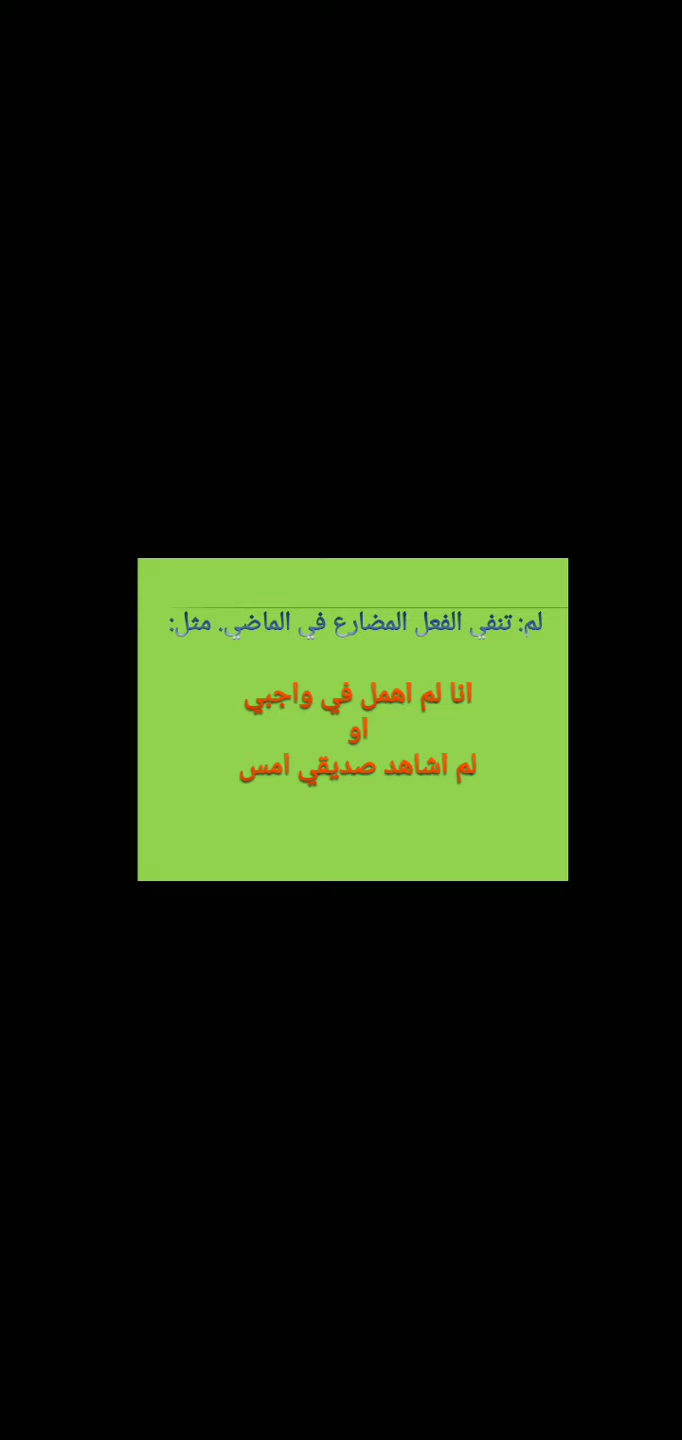 لم: تنفي الفعل المضارع في الماضي. مثل:
انا لم اهمل في واجبي
او
لم اشاهد صديقي امس